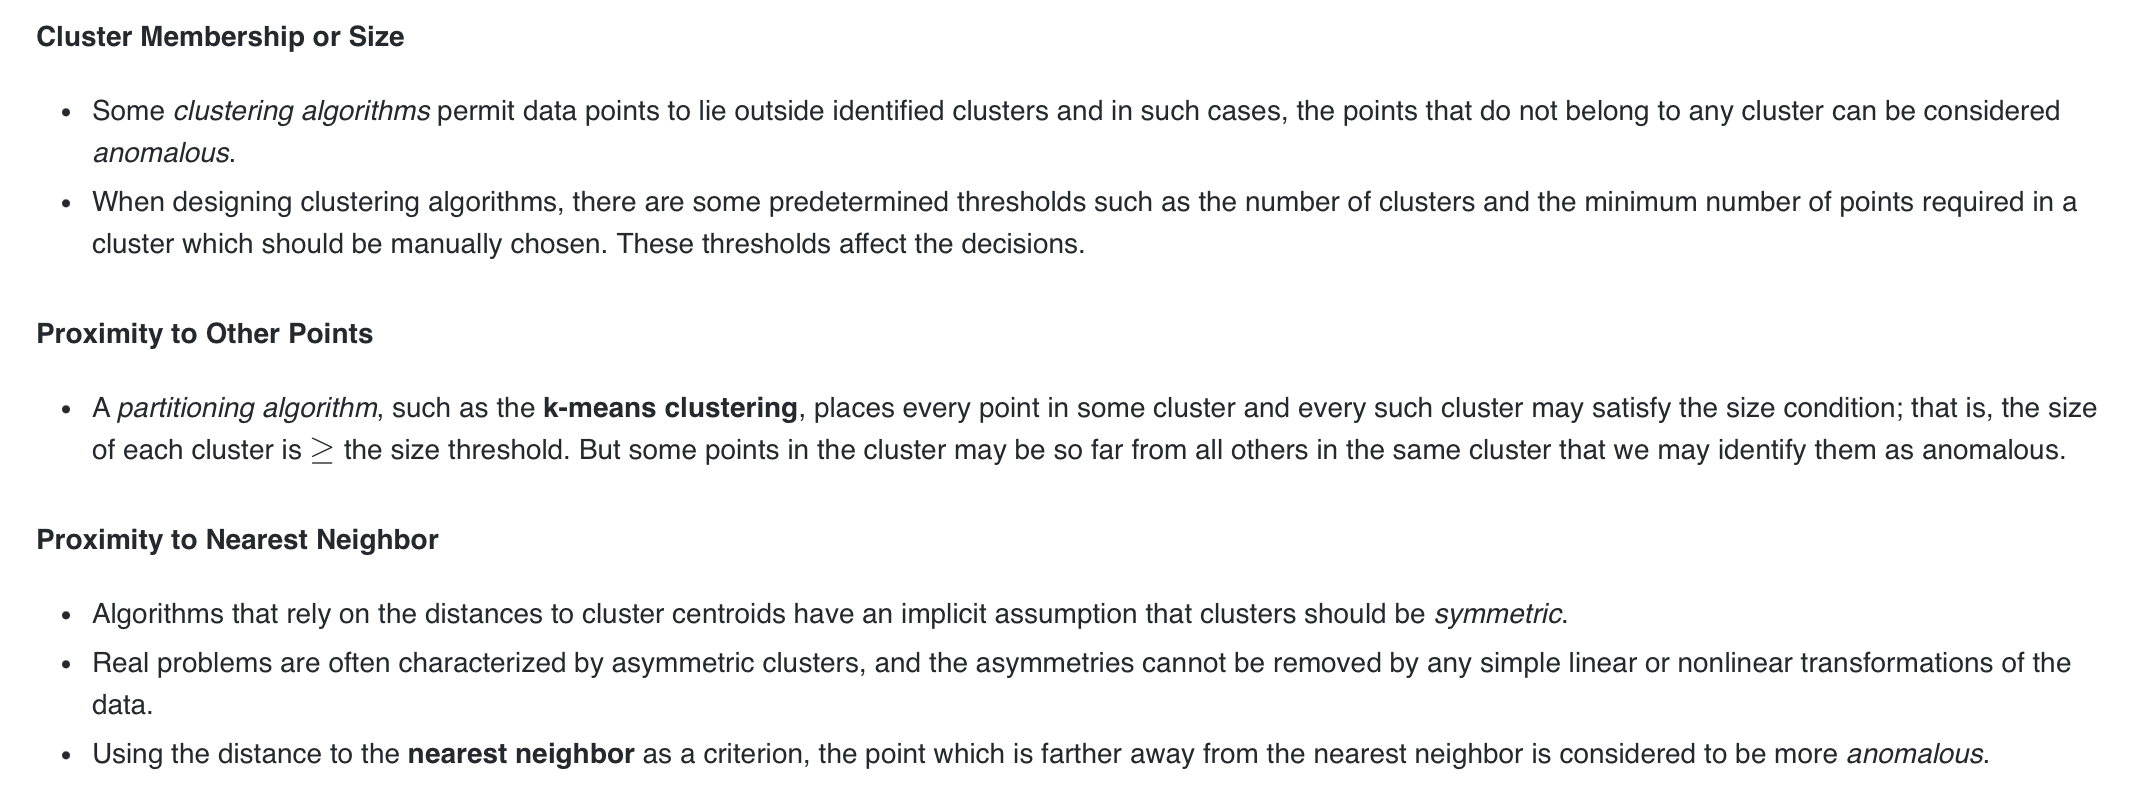 Cluster Membership or Size
• Some clustering algorithms permit data points to lie outside identified clusters and in such cases, the points that do not belong to any cluster can be considered
anomalous.
• When designing clustering algorithms, there are some predetermined thresholds such as the number of clusters and the minimum number of points required in a
cluster which should be manually chosen. These thresholds affect the decisions.
Proximity to Other Points
• A partitioning algorithm, such as the k-means clustering, places every point in some cluster and every such cluster may satisfy the size condition; that is, the size
of each cluster is ≥ the size threshold. But some points in the cluster may be so far from all others in the same cluster that we may identify them as anomalous.
Proximity to Nearest Neighbor
• Algorithms that rely on the distances to cluster centroids have an implicit assumption that clusters should be symmetric.
• Real problems are often characterized by asymmetric clusters, and the asymmetries cannot be removed by any simple linear or nonlinear transformations of the
data.
• Using the distance to the nearest neighbor as a criterion, the point which is farther away from the nearest neighbor is considered to be more anomalous.